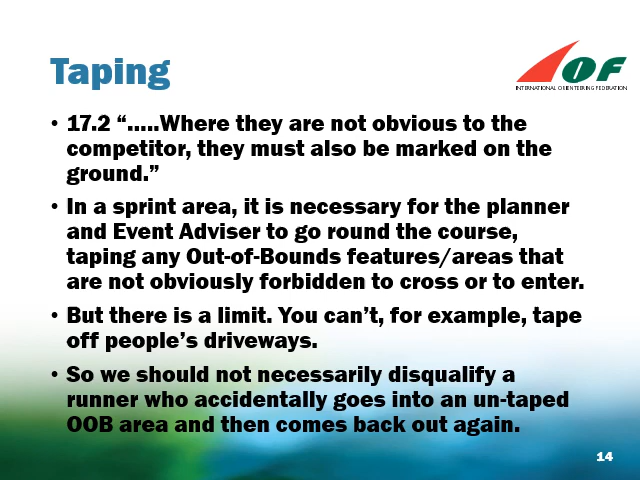 Taping
IOF
INTERNATIONAL ORIENTEERING FEDERATION
• 17.2 “.....Where they are not obvious to the
competitor, they must also be marked on the
ground.”
• In a sprint area, it is necessary for the planner
and Event Adviser to go round the course,
taping any Out-of-Bounds features/areas that
are not obviously forbidden to cross or to enter.
• But there is a limit. You can’t, for example, tape
off people’s driveways.
• So we should not necessarily disqualify a
runner who accidentally goes into an un-taped
OOB area and then comes back out again.
14